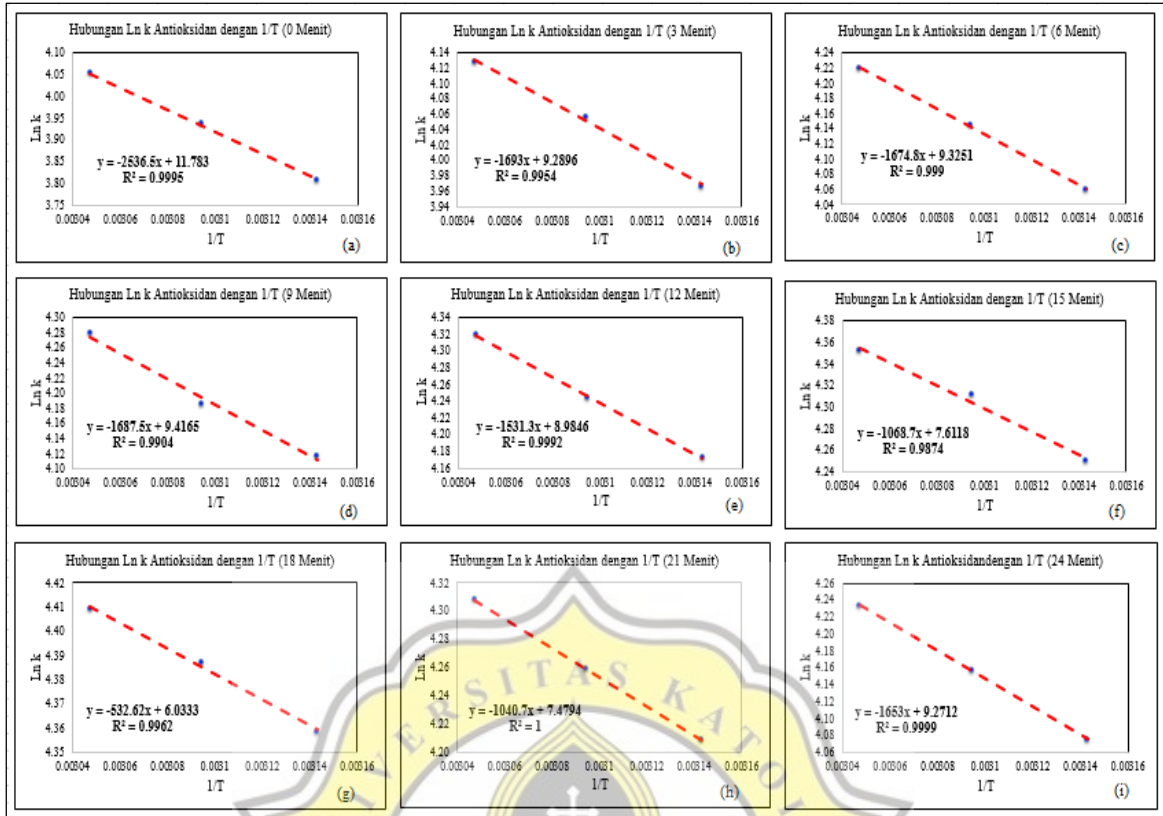 Hubungan Ln k Antioksidan dengan 1/T (0 Menit)
4.10
4.05
4.00
3.95
3.90
3.85
3.80
3.75
Ln k
y = -2536.5x + 11.783
R² = 0.9995
0.00304 0.00306 0.00308 0.0031 0.00312 0.00314 0.00316
1/T
(a)
Hubungan Ln k Antioksidan dengan 1/T (3 Menit)
4.14
4.12
4.10
4.08
4.06
4.04
4.02
4.00
3.98
3.96
3.94
Ln k
y = -1693x + 9.2896
R² = 0.9954
0.00304 0.00306 0.00308 0.0031 0.00312 0.00314 0.00316
1/T
(b)
Hubungan Ln k Antioksidan dengan 1/T (6 Menit)
4.24
4.22
4.20
4.18
4.16
4.14
4.12
4.10
4.08
4.06
4.04
Ln k
y = -1674.8x + 9.3251
R² = 0.999
0.00304 0.00306 0.00308 0.0031 0.00312 0.00314 0.00316
1/T
(c)
Hubungan Ln k Antioksidan dengan 1/T (9 Menit)
4.30
4.28
4.26
4.24
4.22
4.20
4.18
4.16
4.14
4.12
4.10
Ln k
y = -1687.5x + 9.4165
R² = 0.9904
0.00304 0.00306 0.00308 0.0031 0.00312 0.00314 0.00316
1/T
(d)
Hubungan Ln k Antioksidan dengan 1/T (12 Menit)
4.34
4.32
4.30
4.28
4.26
4.24
4.22
4.20
4.18
4.16
Ln k
y = -1531.3x + 8.9846
R² = 0.9992
0.00304 0.00306 0.00308 0.0031 0.00312 0.00314 0.00316
1/T
(e)
Hubungan Ln k Antioksidan dengan 1/T (15 Menit)
4.38
4.36
4.34
4.32
4.30
4.28
4.26
4.24
Ln k
y = -1068.7x + 7.6118
R² = 0.9874
0.00304 0.00306 0.00308 0.0031 0.00312 0.00314 0.00316
1/T
(f)
Hubungan Ln k Antioksidan dengan 1/T (18 Menit)
4.42
4.41
4.40
4.39
4.38
4.37
4.36
4.35
Ln k
y = -532.62x + 6.0333
R² = 0.9962
0.00304 0.00306 0.00308 0.0031 0.00312 0.00314 0.00316
1/T
(g)
Hubungan Ln k Antioksidan dengan 1/T (21 Menit)
4.32
4.30
4.28
4.26
4.24
4.22
4.20
Ln k
y = -1040.7x + 7.4794
R² = 1
0.00304 0.00306 0.00308 0.0031 0.00312 0.00314 0.00316
1/T
(h)
Hubungan Ln k Antioksidandengan 1/T (24 Menit)
4.26
4.24
4.22
4.20
4.18
4.16
4.14
4.12
4.10
4.08
4.06
Ln k
y = -1653x + 9.2712
R² = 0.9999
0.00304 0.00306 0.00308 0.0031 0.00312 0.00314 0.00316
1/T
(i)
IVERSITAS KATOL